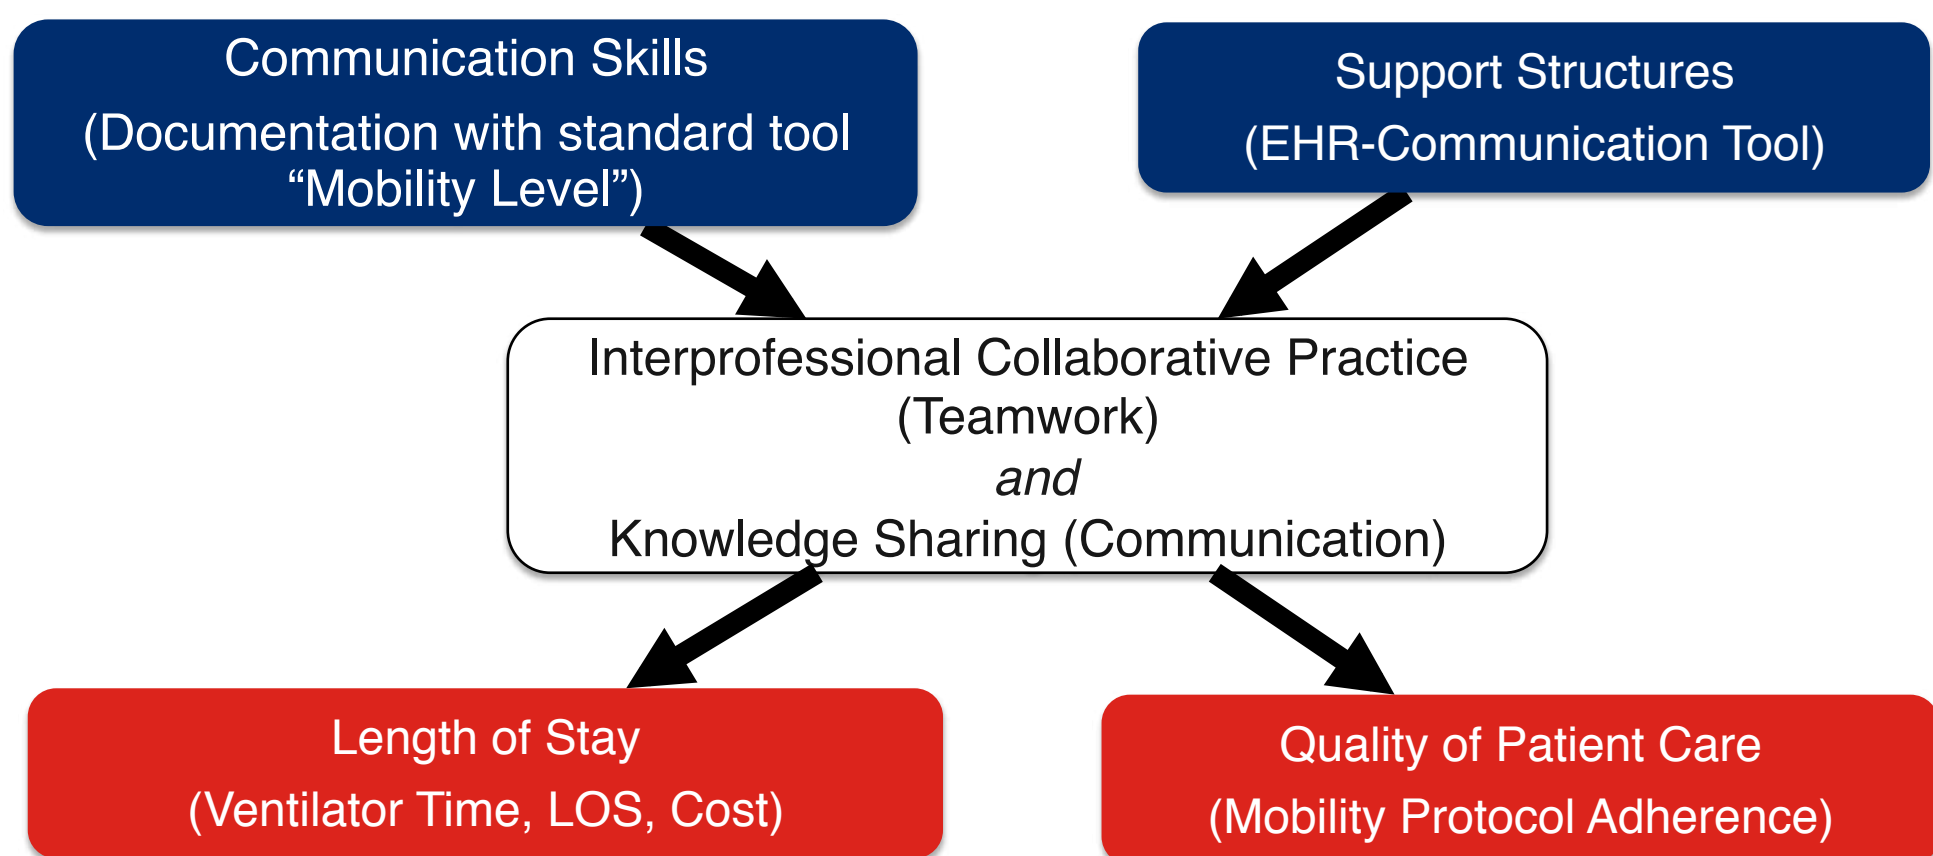 Communication Skills
(Documentation with standard tool
“Mobility Level”)
Support Structures
(EHR-Communication Tool)
Interprofessional Collaborative Practice
(Teamwork)
and
Knowledge Sharing (Communication)
Length of Stay
(Ventilator Time, LOS, Cost)
Quality of Patient Care
(Mobility Protocol Adherence)